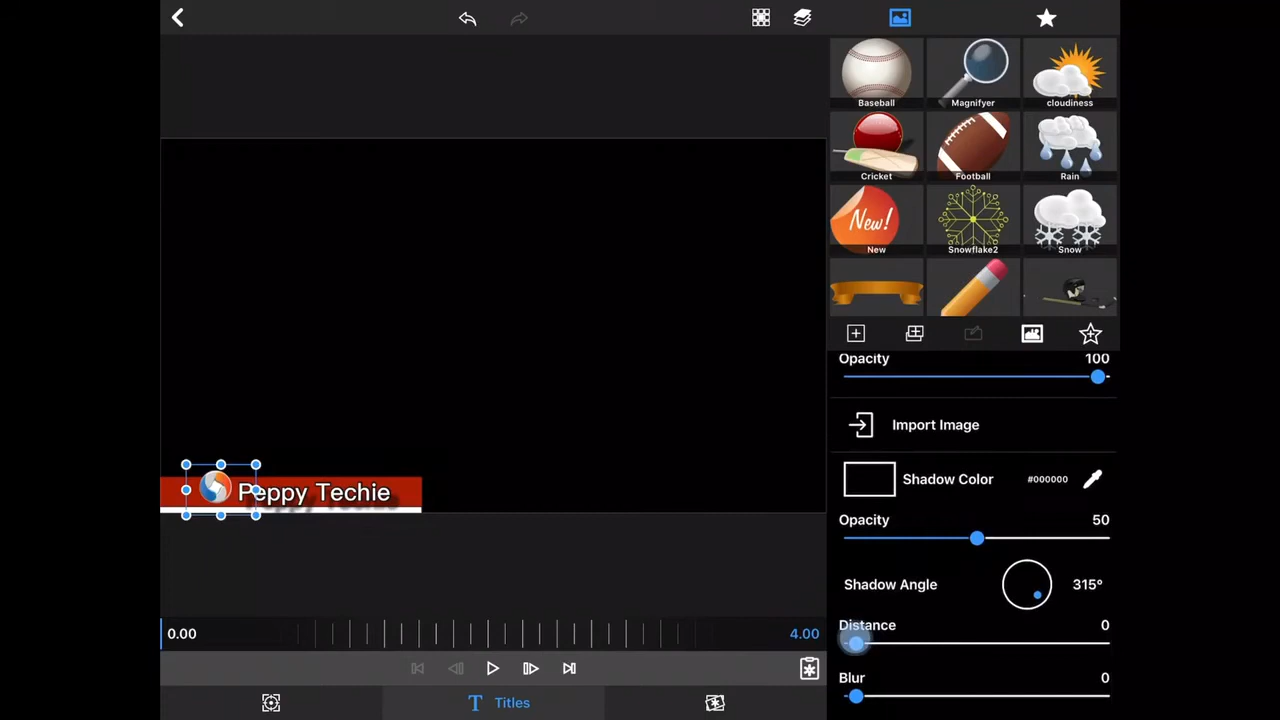 Baseball
Magnifyer
cloudiness
Cricket
Football
Rain
New!
New
Snowflake2
Snow
Opacity 100
Import Image
Shadow Color #000000
Opacity 50
Shadow Angle 315°
Distance 0
Blur 0
Peppy Techie
0.00 4.00
T Titles